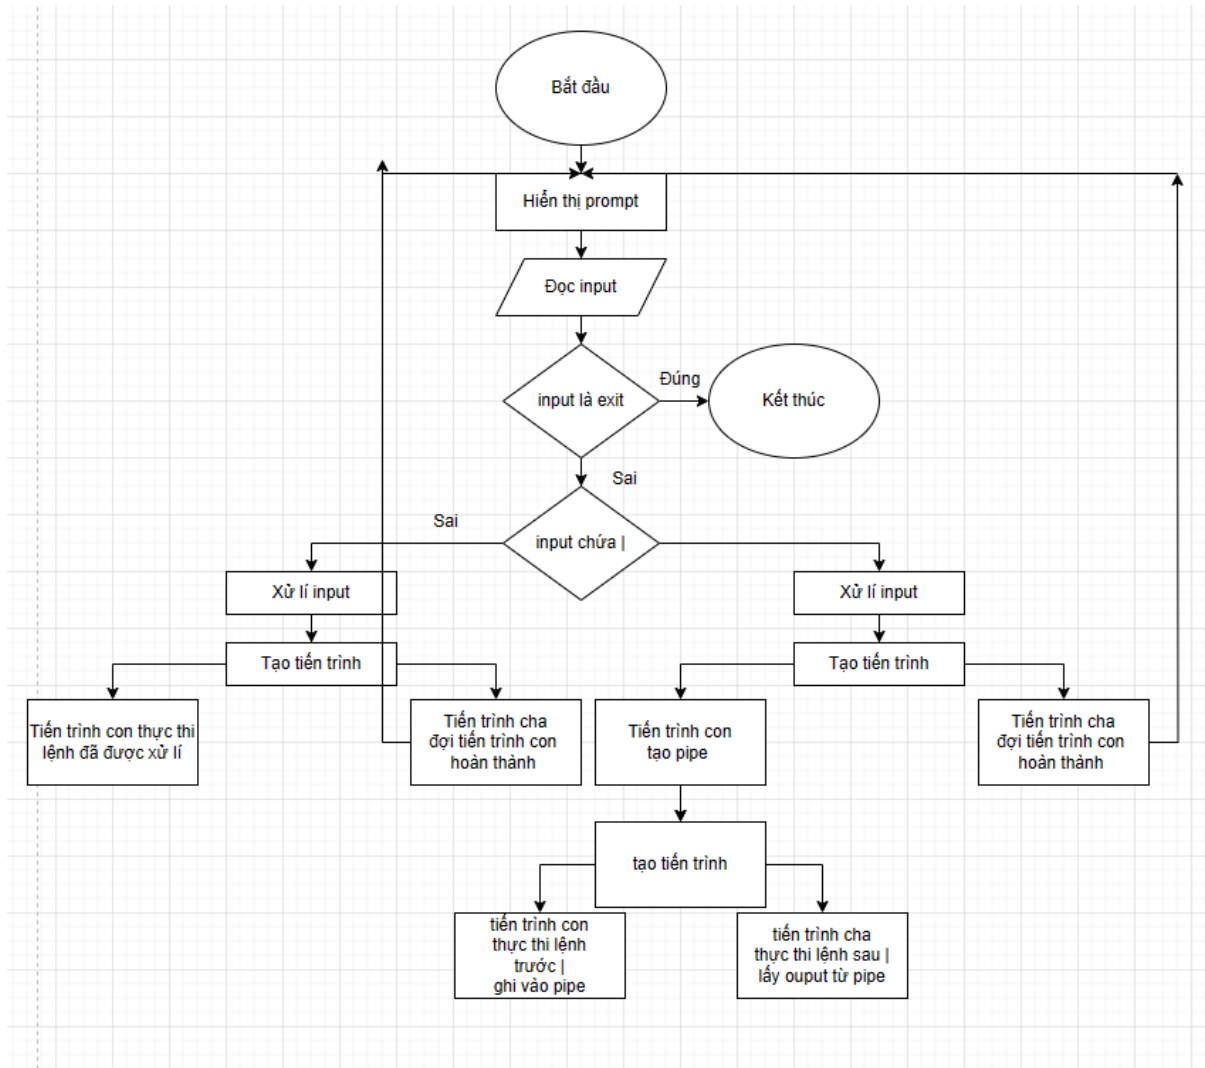 Bắt đầu
Hiển thị prompt
Đọc input
input là exit
Đúng
Kết thúc
Sai
Sai
input chứa |
Xử lí input
Xử lí input
Tạo tiến trình
Tạo tiến trình
Tiến trình con thực thi
lệnh đã được xử lí
Tiến trình cha
đợi tiến trình con
hoàn thành
Tiến trình con
tạo pipe
Tiến trình cha
đợi tiến trình con
hoàn thành
tạo tiến trình
tiến trình con
thực thi lệnh
trước |
ghi vào pipe
tiến trình cha
thực thi lệnh sau |
lấy ouput từ pipe